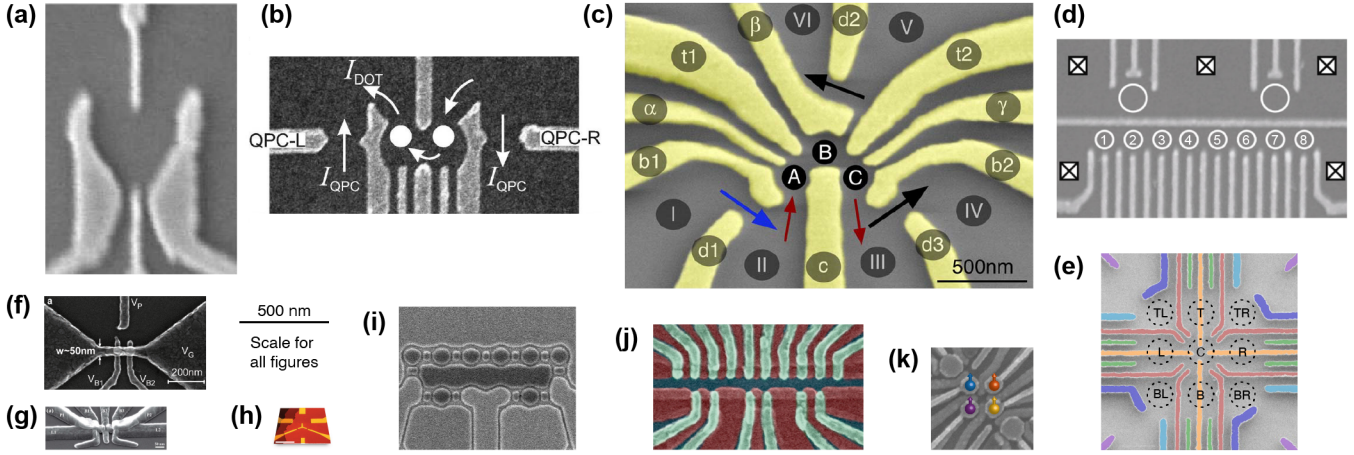 (a)
(b)
I_DOT
QPC-L
QPC-R
I_QPC
I_QPC
(c)
β
VI
d2
V
t1
t2
α
γ
b1
B
b2
A
C
I
IV
d1
II
c
III
d3
500nm
(d)
1 2 3 4 5 6 7 8
(e)
TL T TR
L C R
BL B BR
(f)
a
V_P
w~50nm
V_G
V_B1
V_B2
200nm
500 nm
Scale for
all figures
(g)
(h)
(i)
(j)
(k)